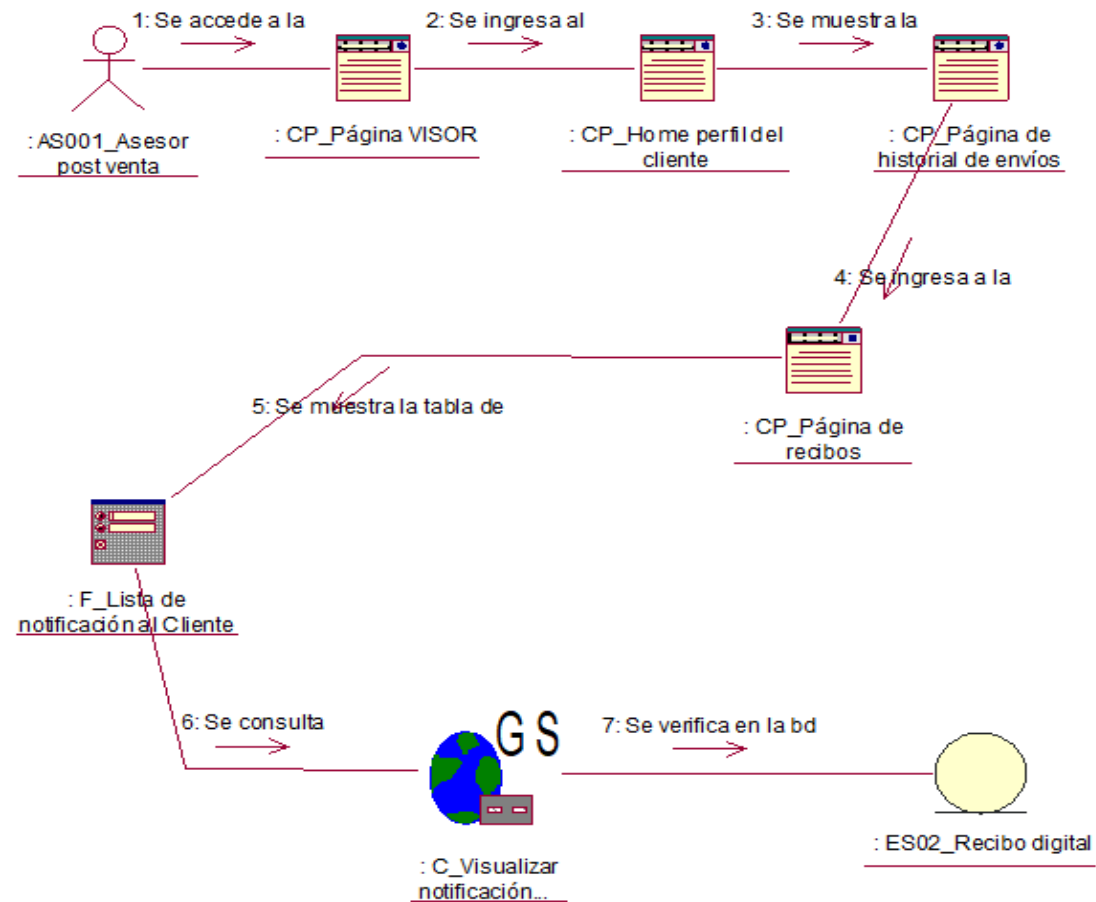 1: Se accede a la
2: Se ingresa al
3: Se muestra la
: AS001_Asesor
post venta
: CP_Página VISOR
: CP_Home perfil del
cliente
: CP_Página de
historial de envíos
4: Se ingresa a la
: CP_Página de
recibos
5: Se muestra la tabla de
: F_Lista de
notificación al Cliente
6: Se consulta
GS
7: Se verifica en la bd
: C_Visualizar
notificación...
: ES02_Recibo digital